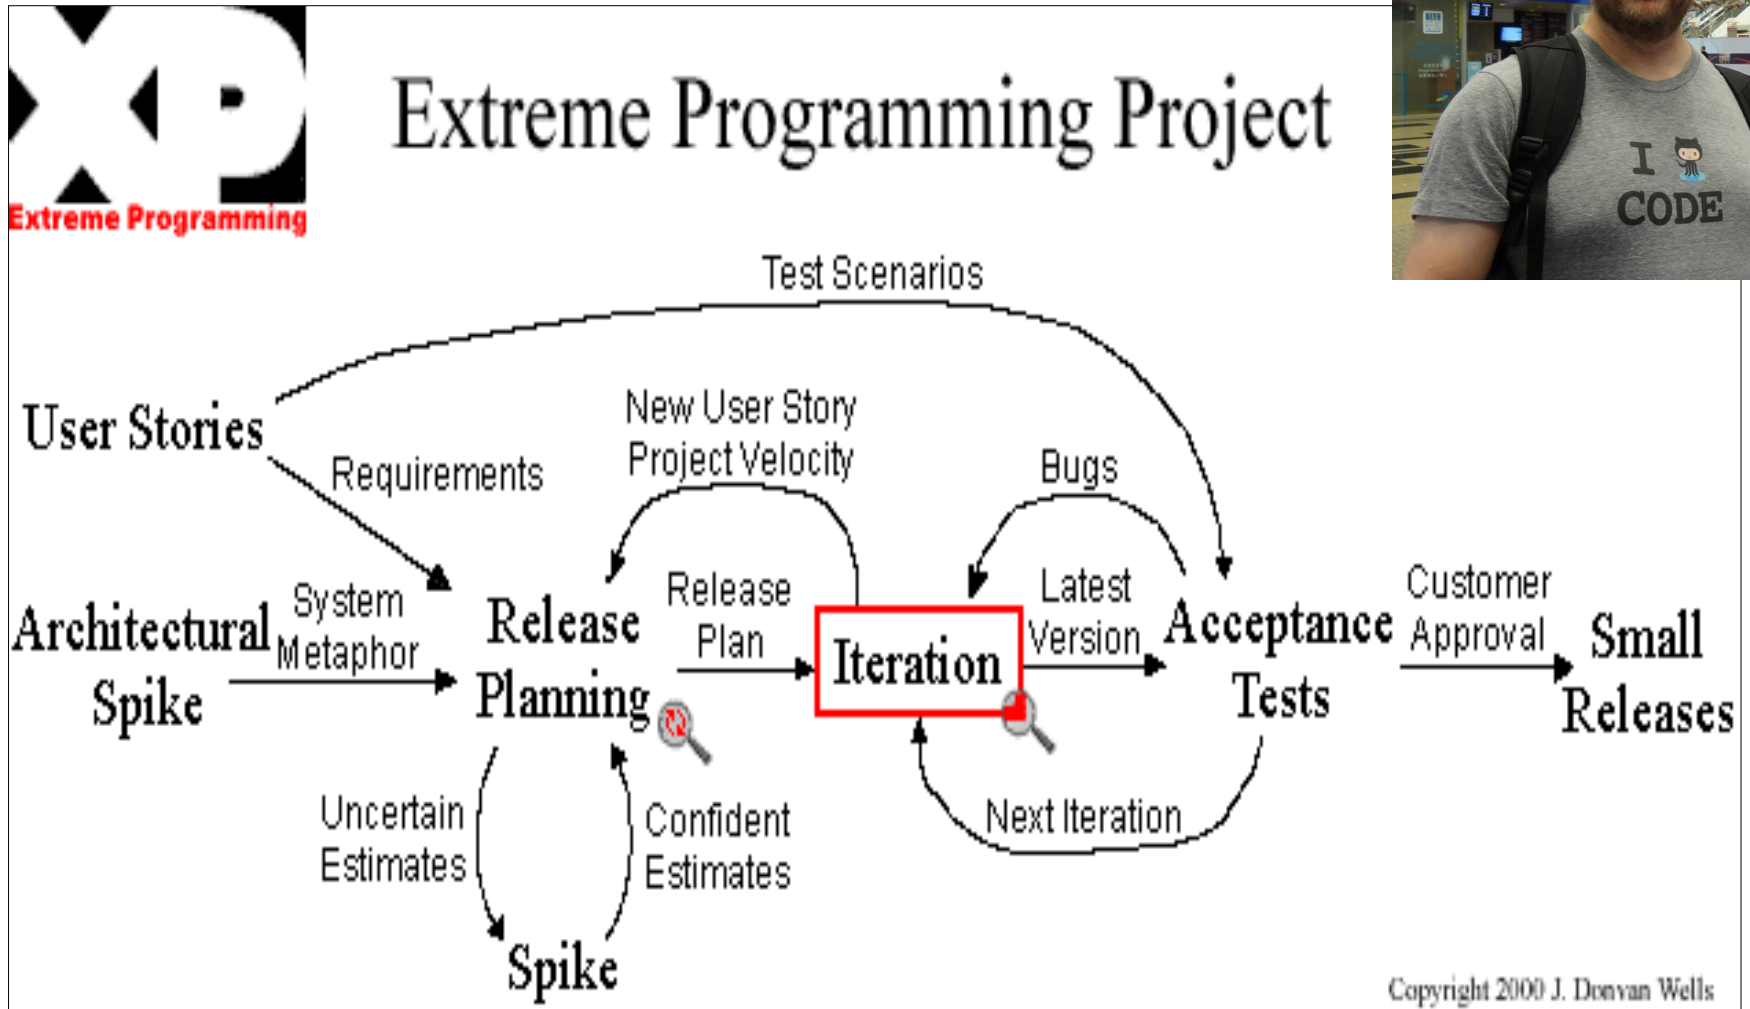 XP
Extreme Programming
Extreme Programming Project
I
CODE
Test Scenarios
User Stories
Requirements
New User Story
Project Velocity
Bugs
Architectural
Spike
System
Metaphor
Release
Planning
Release
Plan
Iteration
Latest
Version
Acceptance
Tests
Customer
Approval
Small
Releases
Uncertain
Estimates
Confident
Estimates
Next Iteration
Spike
Copyright 2000 J. Donvan Wells